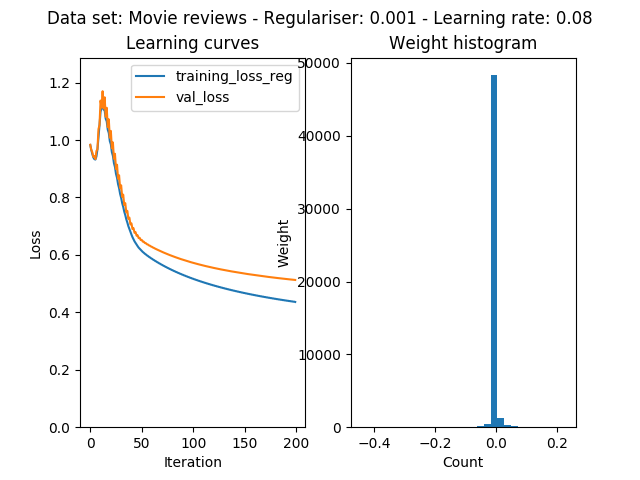 Data set: Movie reviews - Regulariser: 0.001 - Learning rate: 0.08
Learning curves
training_loss_reg
val_loss
Loss
1.2
1.0
0.8
0.6
0.4
0.2
0.0
0
50
100
150
200
Iteration
Weight histogram
Weight
50000
40000
30000
20000
10000
0
−0.4
−0.2
0.0
0.2
Count